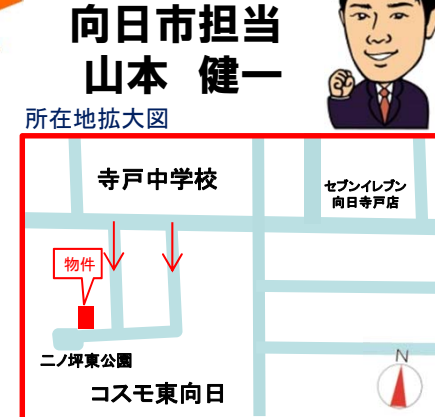 向日市担当
山本 健一
所在地拡大図
寺戸中学校
セブンイレブン
向日寺戸店
物件
二ノ坪東公園
コスモ東向日
N